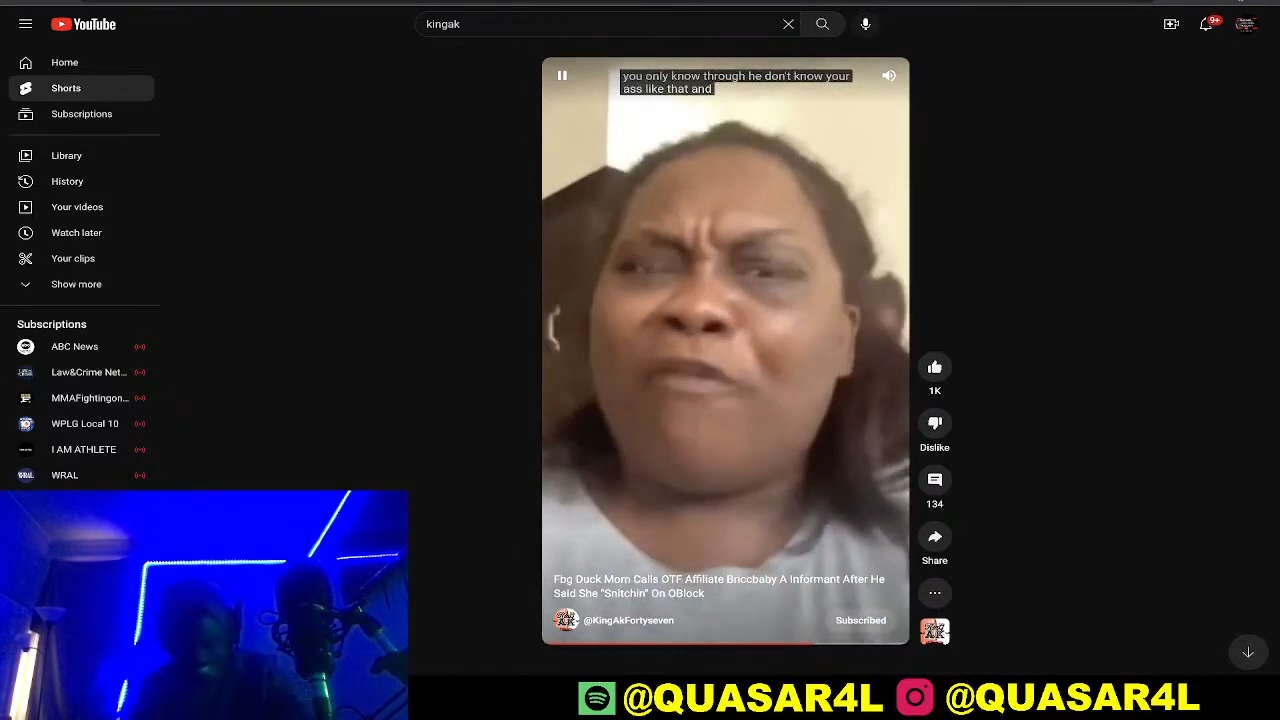 YouTube
kingak
9+
Home
Shorts
Subscriptions
Library
History
Your videos
Watch later
Your clips
Show more
Subscriptions
ABC News
Law&Crime Net...
MMAFightingon...
WPLG Local 10
I AM ATHLETE
WRAL
you only know through he don't know your
ass like that and
1K
Dislike
134
Share
Fbg Duck Mom Calls OTF Affiliate Briccbaby A Informant After He
Said She "Snitchin" On OBlock
@KingAkFortyseven
Subscribed
@QUASAR4L
@QUASAR4L